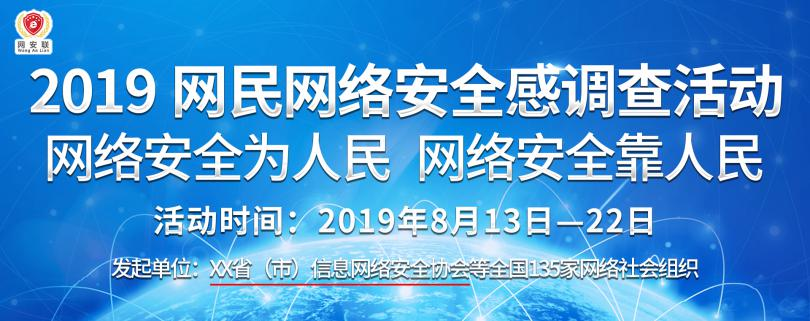 网安联
Wang An Lian
2019 网民网络安全感调查活动
网络安全为人民 网络安全靠人民
活动时间：2019年8月13日—22日
发起单位：XX省（市）信息网络安全协会等全国135家网络社会组织